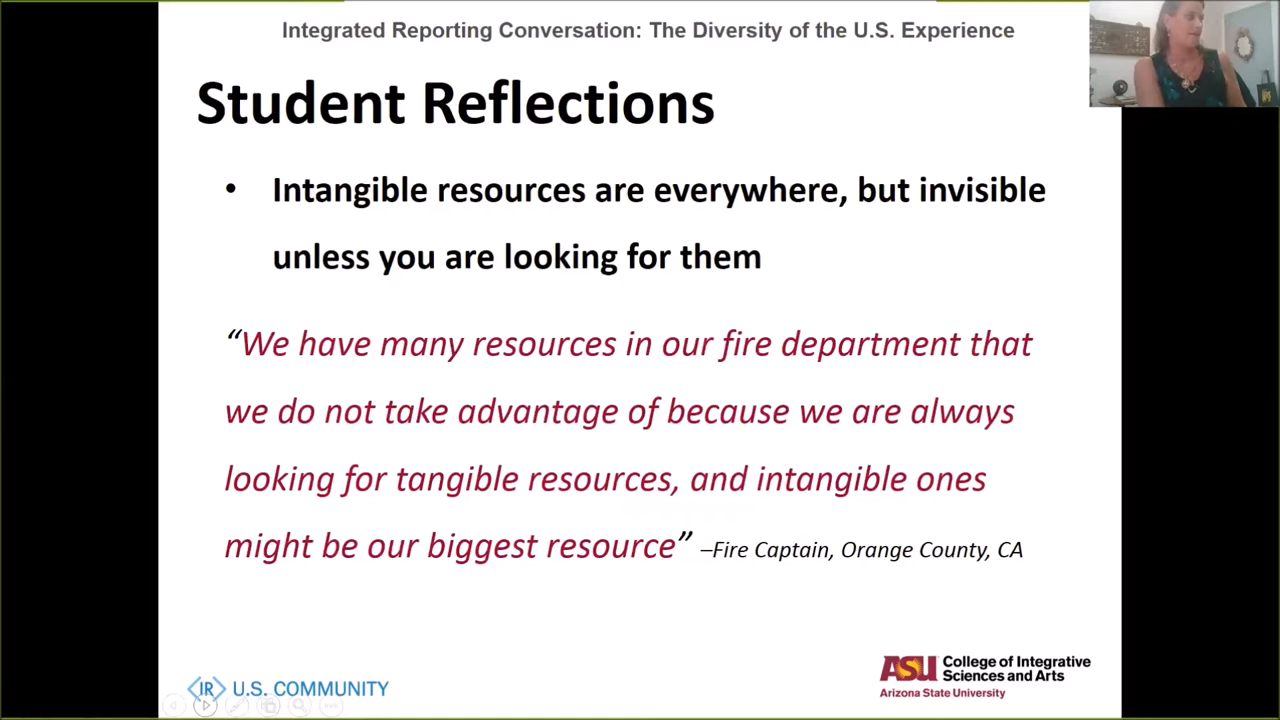 Integrated Reporting Conversation: The Diversity of the U.S. Experience
Student Reflections
• Intangible resources are everywhere, but invisible
unless you are looking for them
“We have many resources in our fire department that
we do not take advantage of because we are always
looking for tangible resources, and intangible ones
might be our biggest resource” –Fire Captain, Orange County, CA
IR U.S. COMMUNITY
ASU College of Integrative
Sciences and Arts
Arizona State University